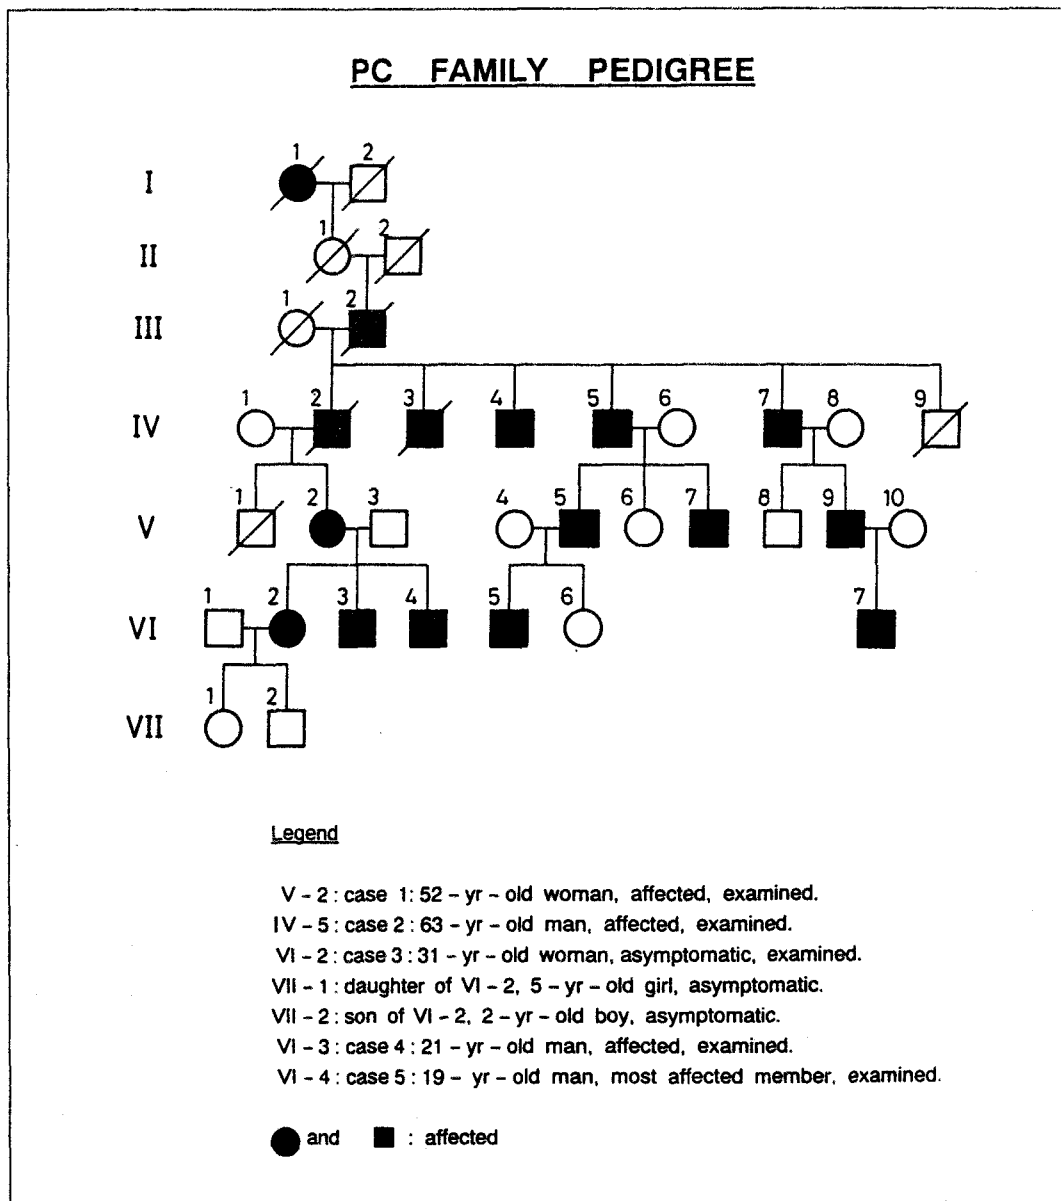 PC FAMILY PEDIGREE
1 2
I
1 2
II
1 2
III
1 2 3 4 5 6 7 8 9
IV
1 2 3 4 5 6 7 8 9 10
V
1 2 3 4 5 6 7
VI
1 2
VII
Legend
V - 2 : case 1 : 52 - yr - old woman, affected, examined.
IV - 5 : case 2 : 63 - yr - old man, affected, examined.
VI - 2 : case 3 : 31 - yr - old woman, asymptomatic, examined.
VII - 1 : daughter of VI - 2, 5 - yr - old girl, asymptomatic.
VII - 2 : son of VI - 2, 2 - yr - old boy, asymptomatic.
VI - 3 : case 4 : 21 - yr - old man, affected, examined.
VI - 4 : case 5 : 19 - yr - old man, most affected member, examined.
and : affected